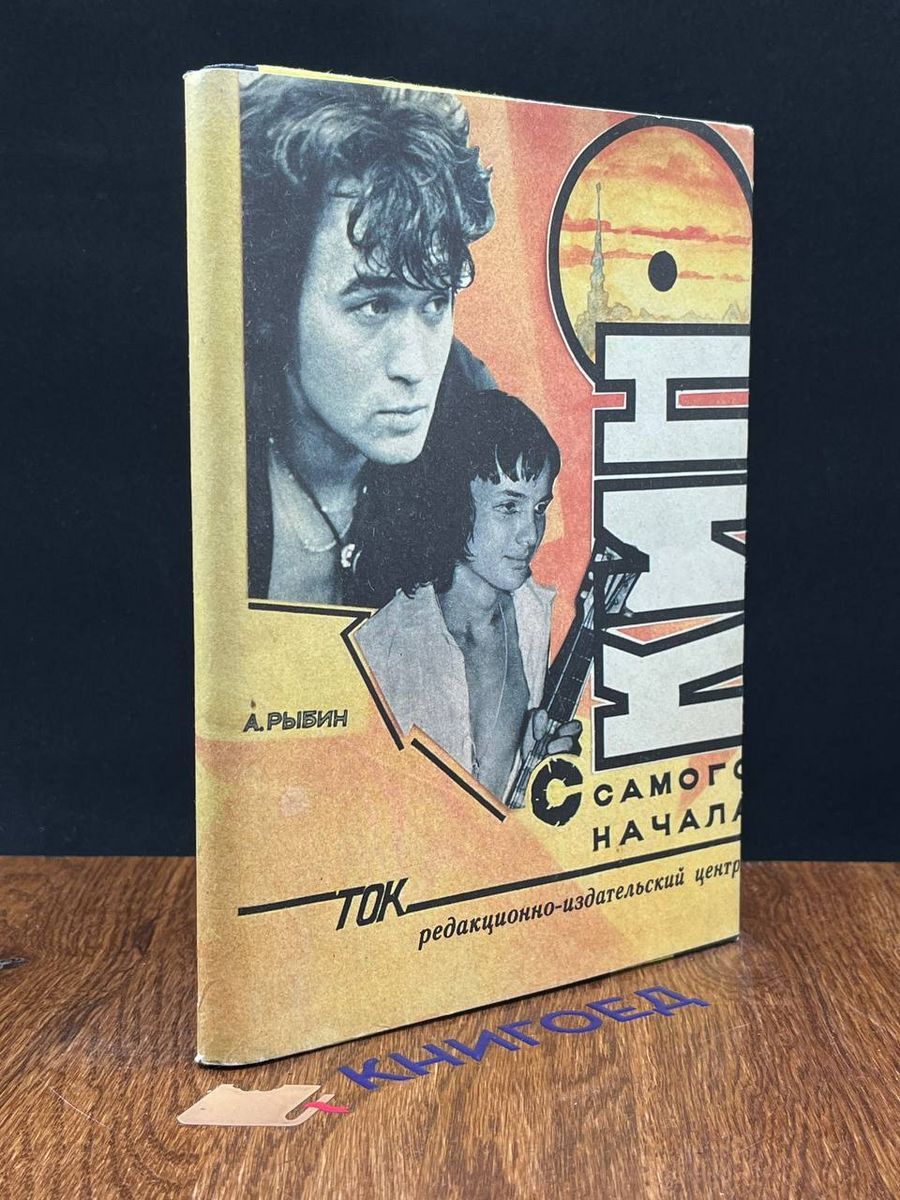 А. РЫБИН
КИНО
С САМОГО
НАЧАЛА
ТОК
редакционно-издательский центр
КНИГОЕД